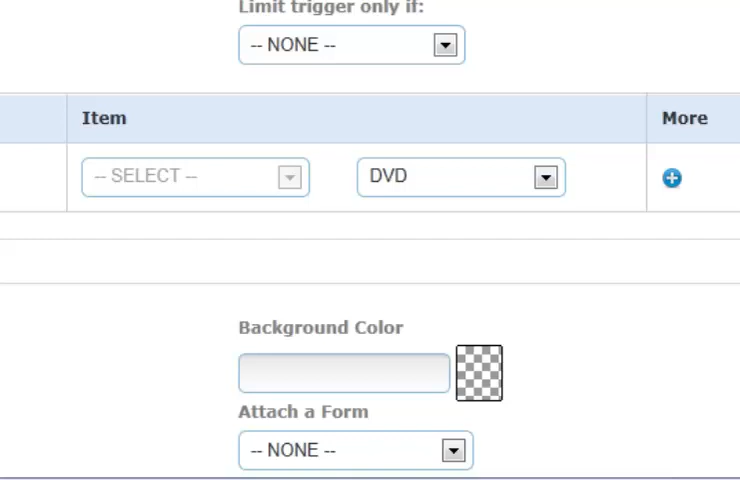 Limit trigger only if:
-- NONE --
Item
More
-- SELECT --
DVD
Background Color
Attach a Form
-- NONE --